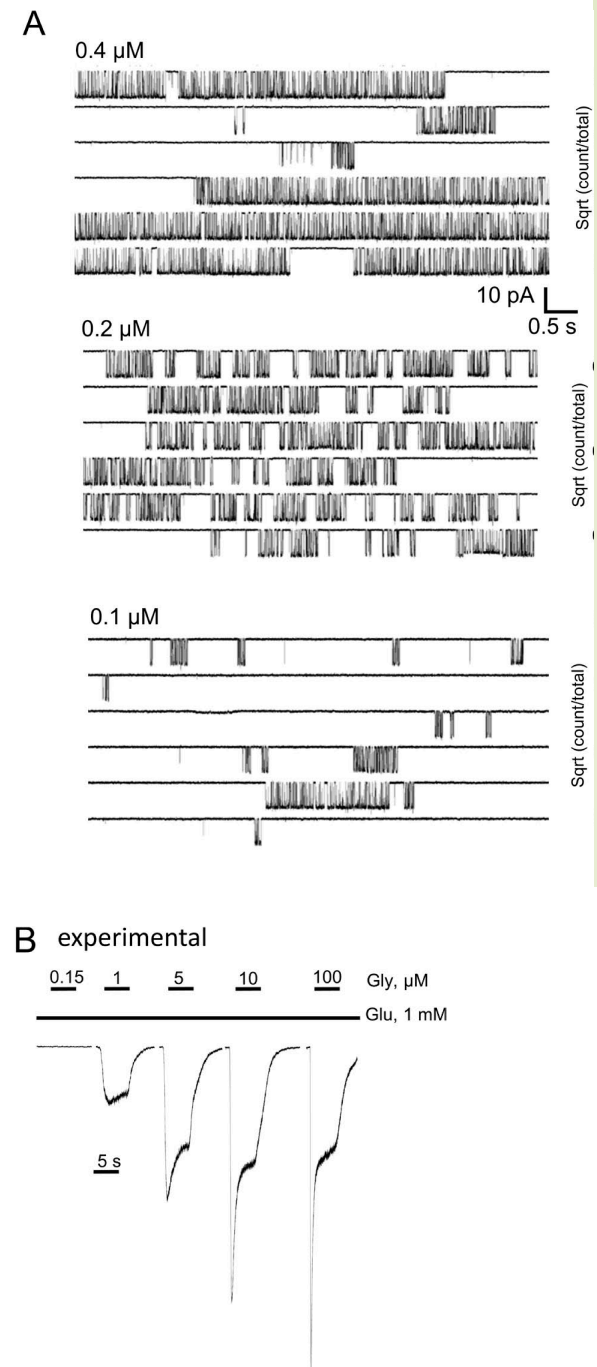 A
0.4 µM
Sqrt (count/total)
10 pA
0.5 s
0.2 µM
Sqrt (count/total)
0.1 µM
Sqrt (count/total)
B experimental
0.15 1 5 10 100 Gly, µM
Glu, 1 mM
5 s